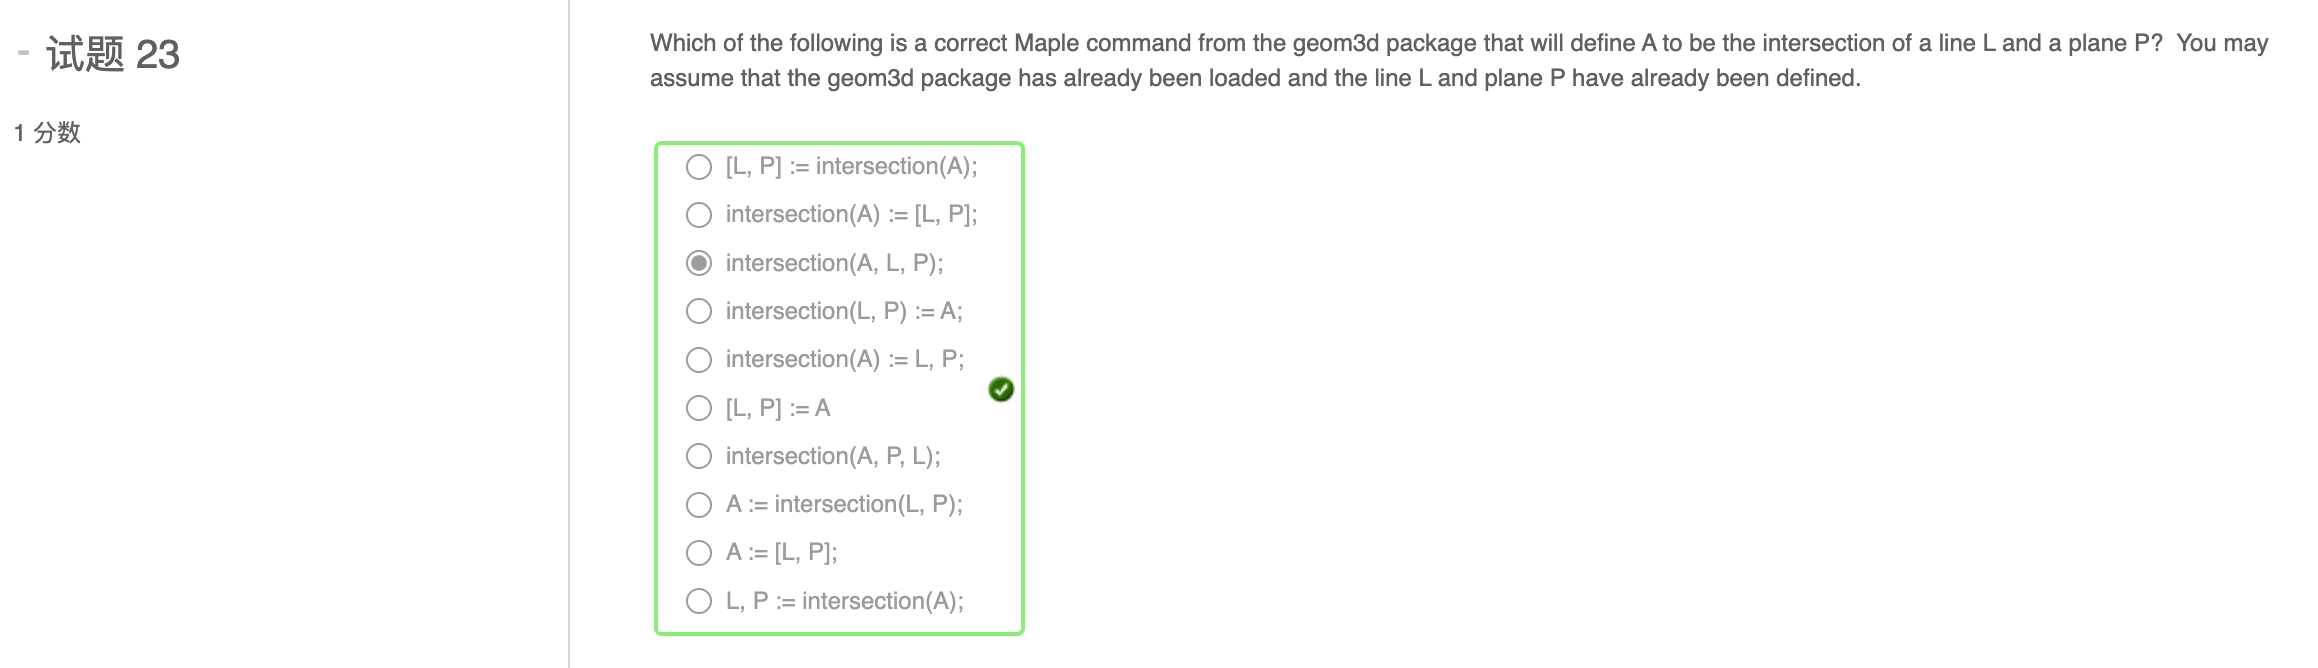 - 试题 23
1 分数
Which of the following is a correct Maple command from the geom3d package that will define A to be the intersection of a line L and a plane P?  You may
assume that the geom3d package has already been loaded and the line L and plane P have already been defined.
[L, P] := intersection(A);
intersection(A) := [L, P];
intersection(A, L, P);
intersection(L, P) := A;
intersection(A) := L, P;
[L, P] := A
intersection(A, P, L);
A := intersection(L, P);
A := [L, P];
L, P := intersection(A);